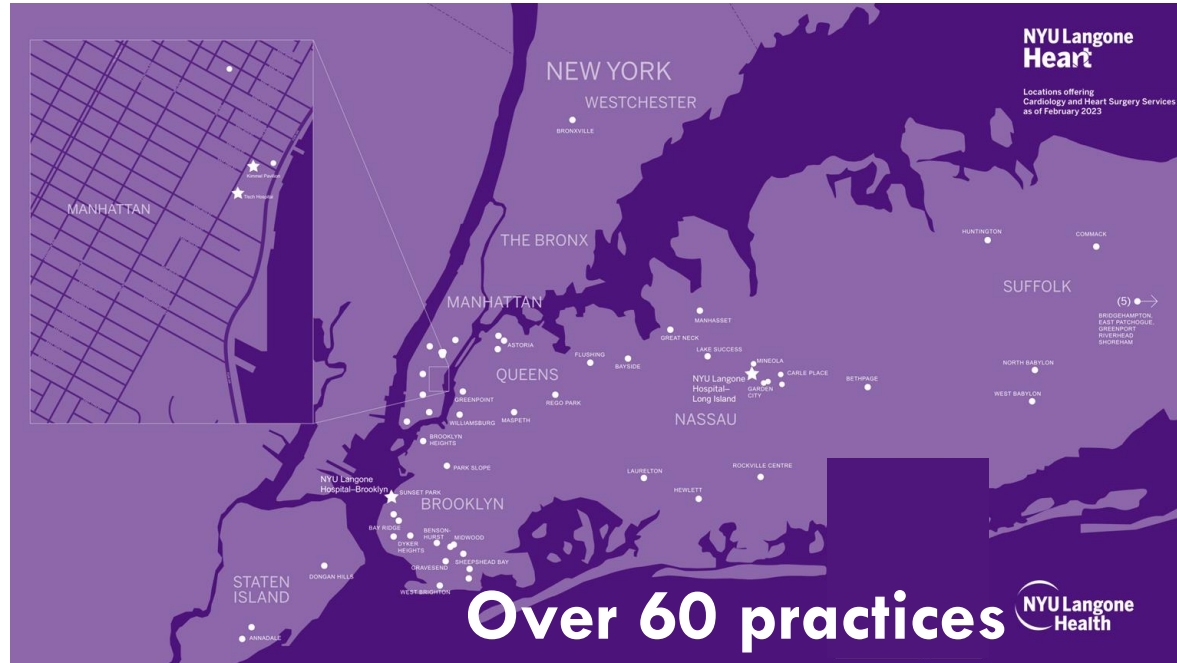 NYU Langone
Heart
Locations offering
Cardiology and Heart Surgery Services
as of February 2023
NEW YORK
WESTCHESTER
BRONXVILLE
Kimmel Pavilion
Tisch Hospital
MANHATTAN
THE BRONX
HUNTINGTON
COMMACK
SUFFOLK
(5)
BRIDGEHAMPTON,
EAST PATCHOGUE,
GREENPORT
RIVERHEAD
SHOREHAM
MANHATTAN
MANHASSET
GREAT NECK
ASTORIA
LAKE SUCCESS
FLUSHING
BAYSIDE
MINEOLA
NORTH BABYLON
QUEENS
NYU Langone
Hospital–
Long Island
CARLE PLACE
BETHPAGE
GARDEN
CITY
WEST BABYLON
GREENPOINT
REGO PARK
WILLIAMSBURG
MASPETH
NASSAU
BROOKLYN
HEIGHTS
PARK SLOPE
LAURELTON
ROCKVILLE CENTRE
HEWLETT
NYU Langone
Hospital–Brooklyn
SUNSET PARK
BROOKLYN
BAY RIDGE
DYKER
HEIGHTS
BENSON-
HURST
MIDWOOD
GRAVESEND
SHEEPSHEAD BAY
WEST BRIGHTON
STATEN
ISLAND
DONGAN HILLS
ANNADALE
Over 60 practices
NYU Langone
Health